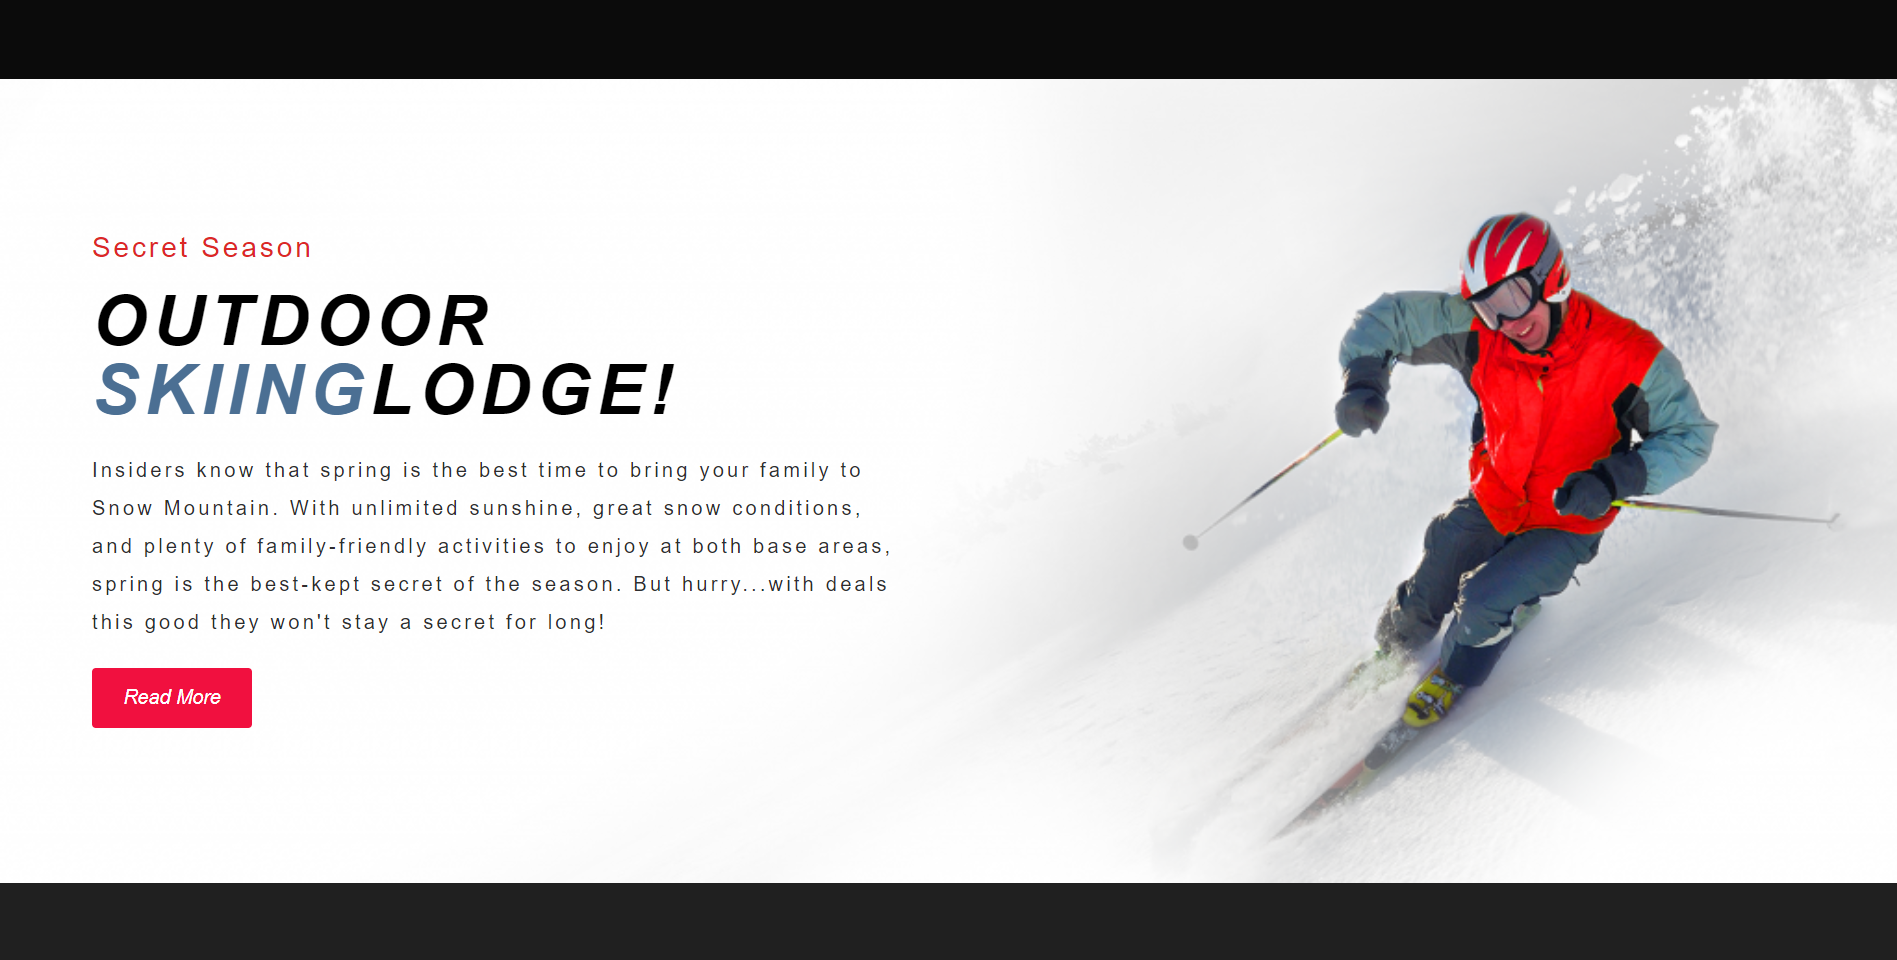 Secret Season
OUTDOOR
SKIINGLODGE!
Insiders know that spring is the best time to bring your family to
Snow Mountain. With unlimited sunshine, great snow conditions,
and plenty of family-friendly activities to enjoy at both base areas,
spring is the best-kept secret of the season. But hurry...with deals
this good they won't stay a secret for long!
Read More